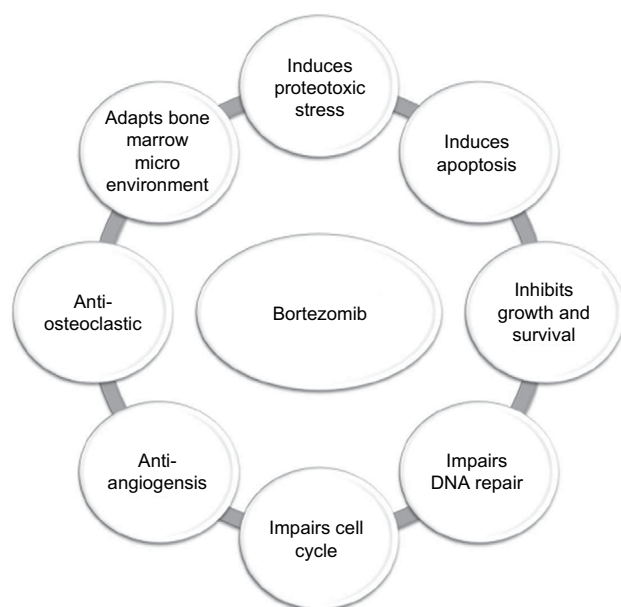 Induces
proteotoxic
stress
Induces
apoptosis
Inhibits
growth and
survival
Impairs
DNA repair
Impairs cell
cycle
Anti-
angiogensis
Anti-
osteoclastic
Adapts bone
marrow
micro
environment
Bortezomib